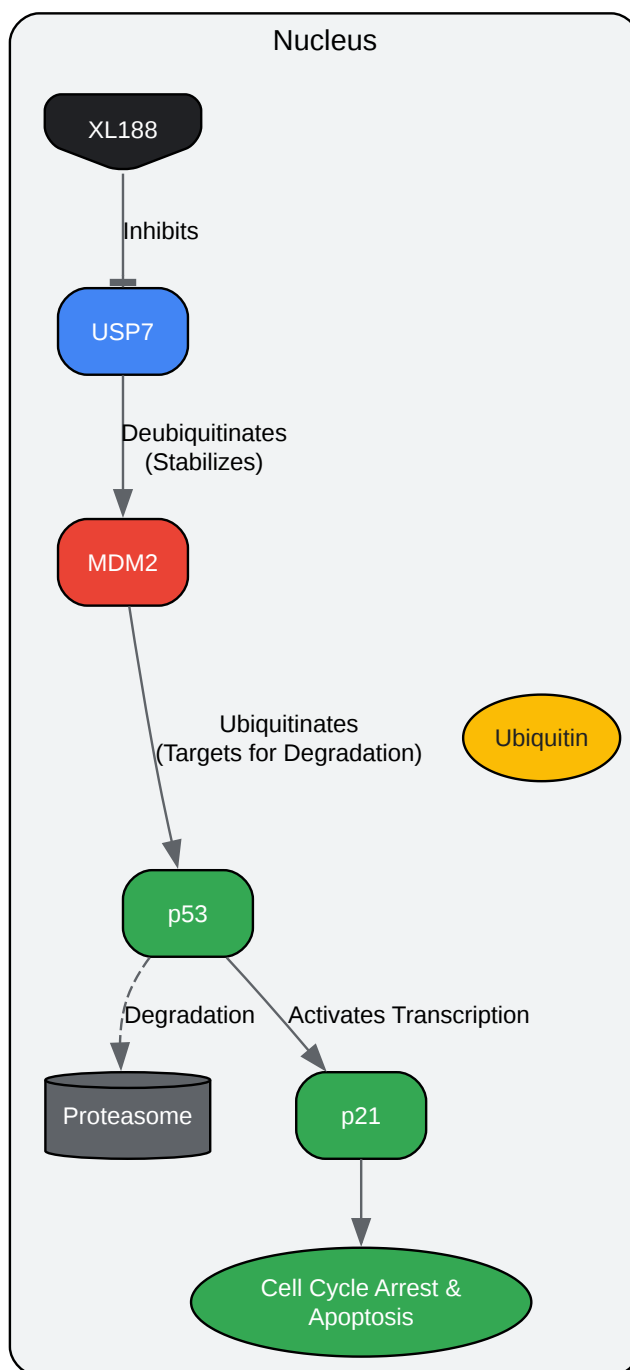 Nucleus
XL188
Inhibits
USP7
Deubiquitinates
(Stabilizes)
MDM2
Ubiquitinates
(Targets for Degradation)
Ubiquitin
p53
Degradation
Activates Transcription
Proteasome
p21
Cell Cycle Arrest &
Apoptosis